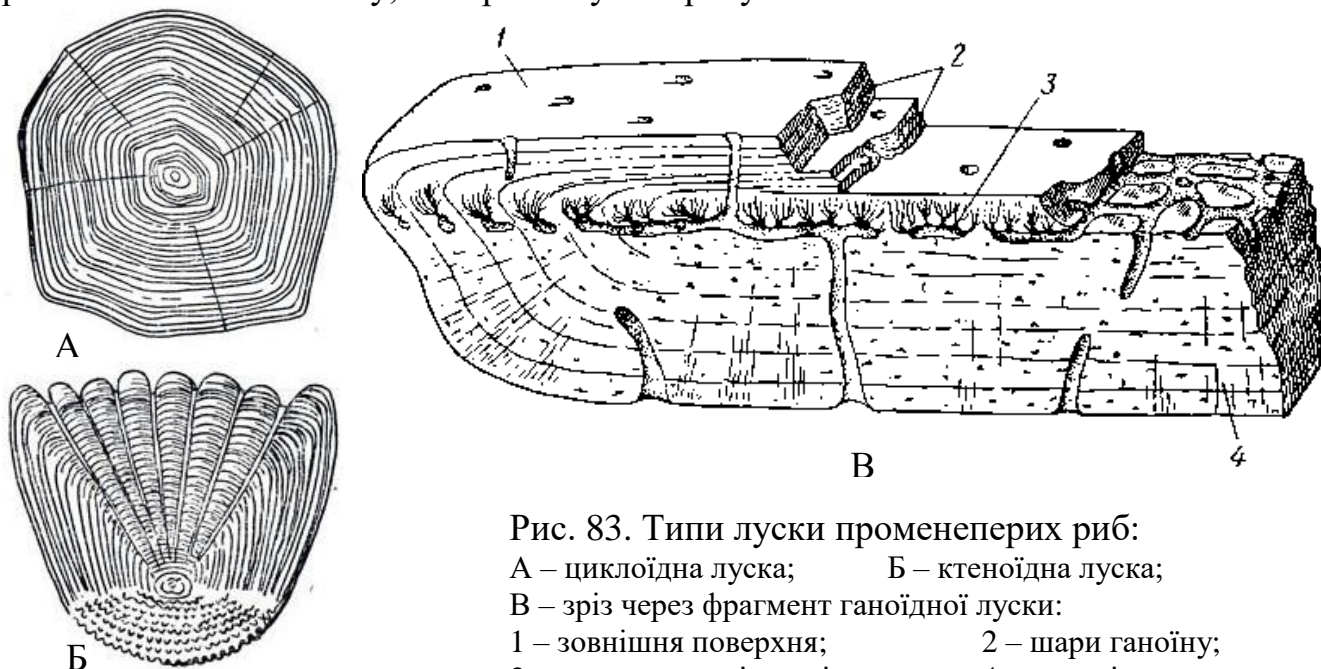 1
2
3
А
4
В
Б
Рис. 83. Типи луски променеперих риб:
А – циклоїдна луска; Б – ктеноїдна луска;
В – зріз через фрагмент ганоїдної луски:
1 – зовнішня поверхня; 2 – шари ганоїну;